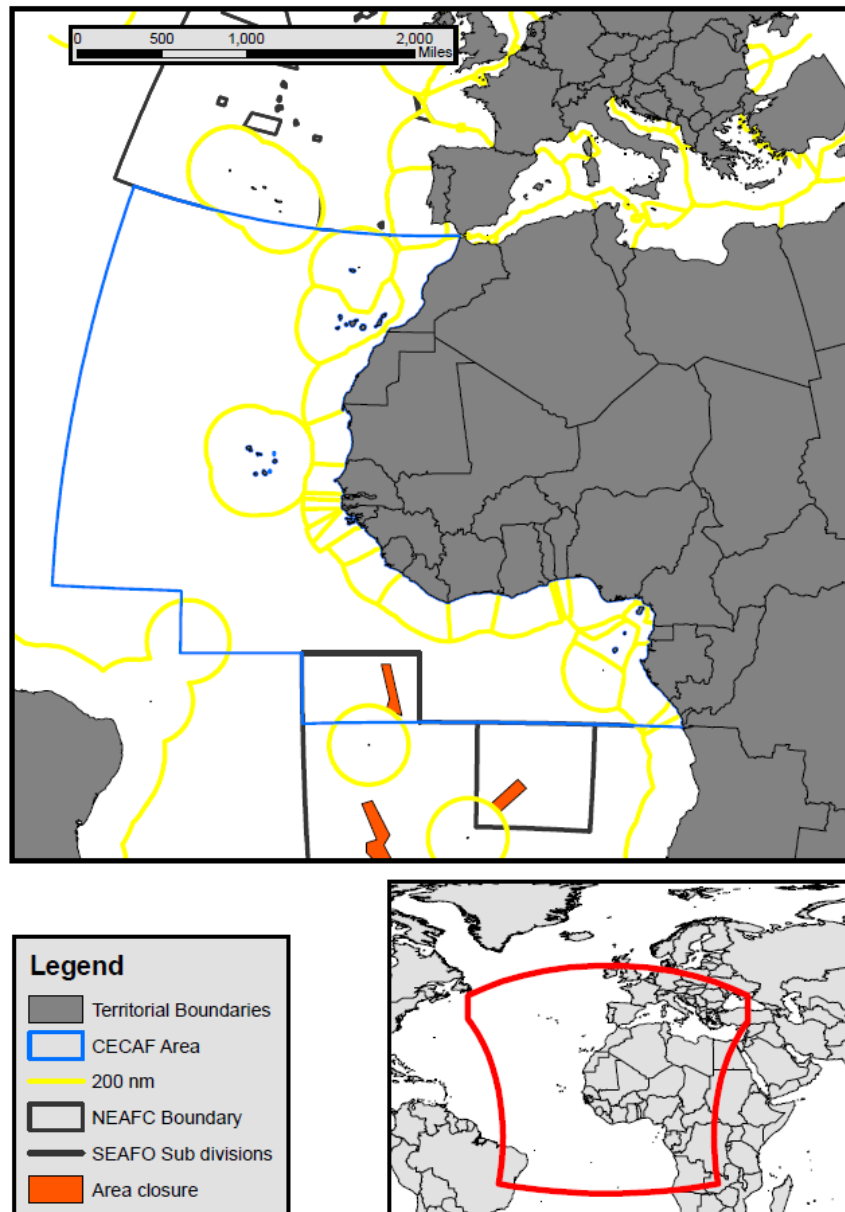 0 500 1,000 2,000
Miles
Legend
Territorial Boundaries
CECAF Area
200 nm
NEAFC Boundary
SEAFO Sub divisions
Area closure